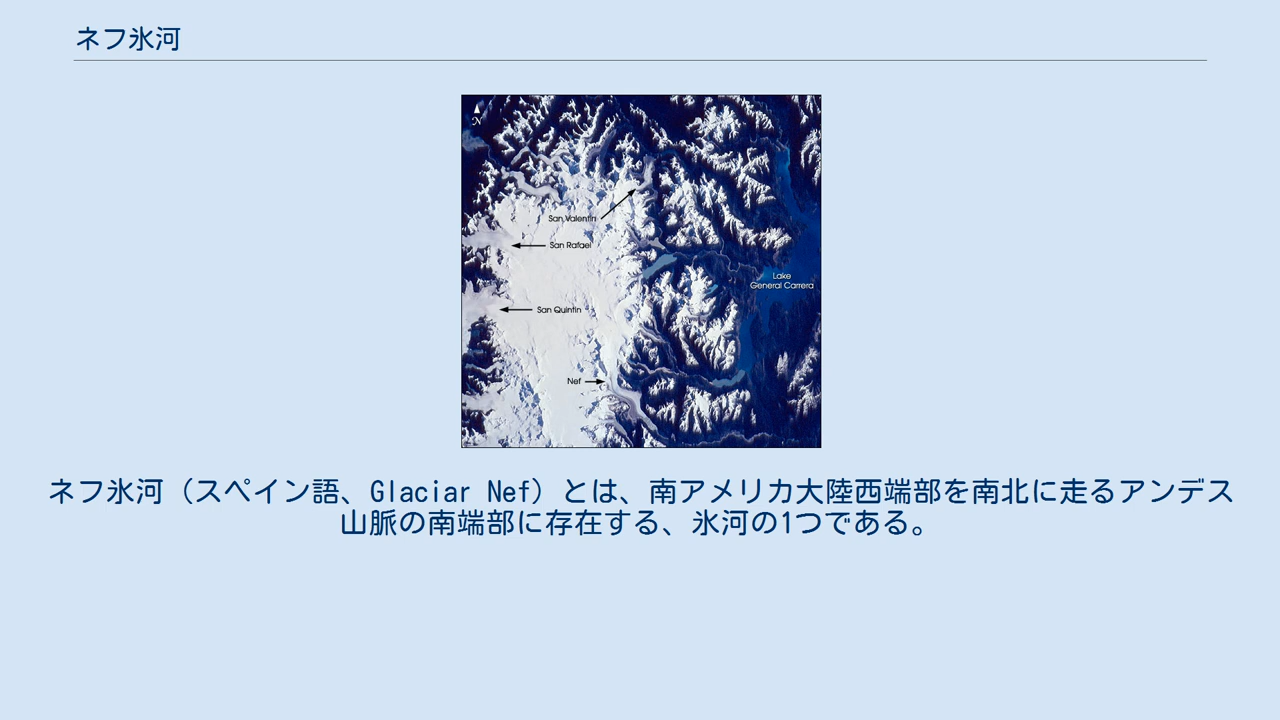 ネフ氷河
N
San Valentin
San Rafael
San Quintin
Lake
General Carrera
Nef
ネフ氷河（スペイン語、Glaciar Nef）とは、南アメリカ大陸西端部を南北に走るアンデス
山脈の南端部に存在する、氷河の1つである。